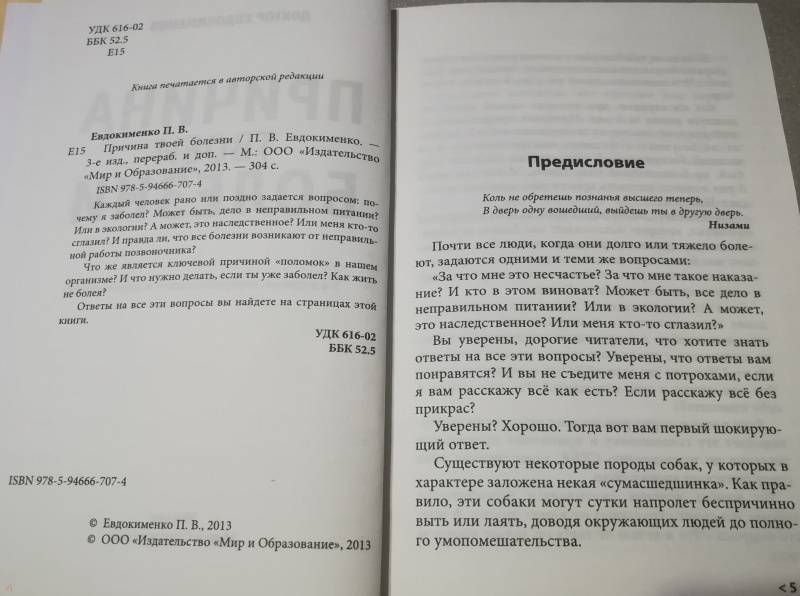 УДК 616-02
ББК 52.5
Е15
Книга печатается в авторской редакции
Евдокименко П. В.
Е15 Причина твоей болезни / П. В. Евдокименко. —
3-е изд., перераб. и доп. — М.: ООО «Издательство
«Мир и Образование», 2013. — 304 с.
ISBN 978-5-94666-707-4
Каждый человек рано или поздно задается вопросом: по-
чему я заболел? Может быть, дело в неправильном питании?
Или в экологии? А может, это наследственное? Или меня кто-то
сглазил? И правда ли, что все болезни возникают от неправиль-
ной работы позвоночника?
Что же является ключевой причиной «поломок» в нашем
организме? И что нужно делать, если ты уже заболел? Как жить
не болея?
Ответы на все эти вопросы вы найдете на страницах этой
книги.
УДК 616-02
ББК 52.5
ISBN 978-5-94666-707-4
© Евдокименко П. В., 2013
© ООО «Издательство «Мир и Образование», 2013
Предисловие
Коль не обретешь познанья высшего теперь,
В дверь одну вошедший, выйдешь ты в другую дверь.
Низами
Почти все люди, когда они долго или тяжело боле-
ют, задаются одними и теми же вопросами:
«За что мне это несчастье? За что мне такое наказа-
ние? И кто в этом виноват? Может быть, все дело в
неправильном питании? Или в экологии? А может,
это наследственное? Или меня кто-то сглазил?»
Вы уверены, дорогие читатели, что хотите знать
ответы на все эти вопросы? Уверены, что ответы вам
понравятся? И вы не съедите меня с потрохами, если
я вам расскажу всё как есть? Если расскажу всё без
прикрас?
Уверены? Хорошо. Тогда вот вам первый шокирую-
щий ответ.
Существуют некоторые породы собак, у которых в
характере заложена некая «сумасшедшинка». Как пра-
вило, эти собаки могут сутки напролет беспричинно
выть или лаять, доводя окружающих людей до полно-
го умопомешательства.
< 5